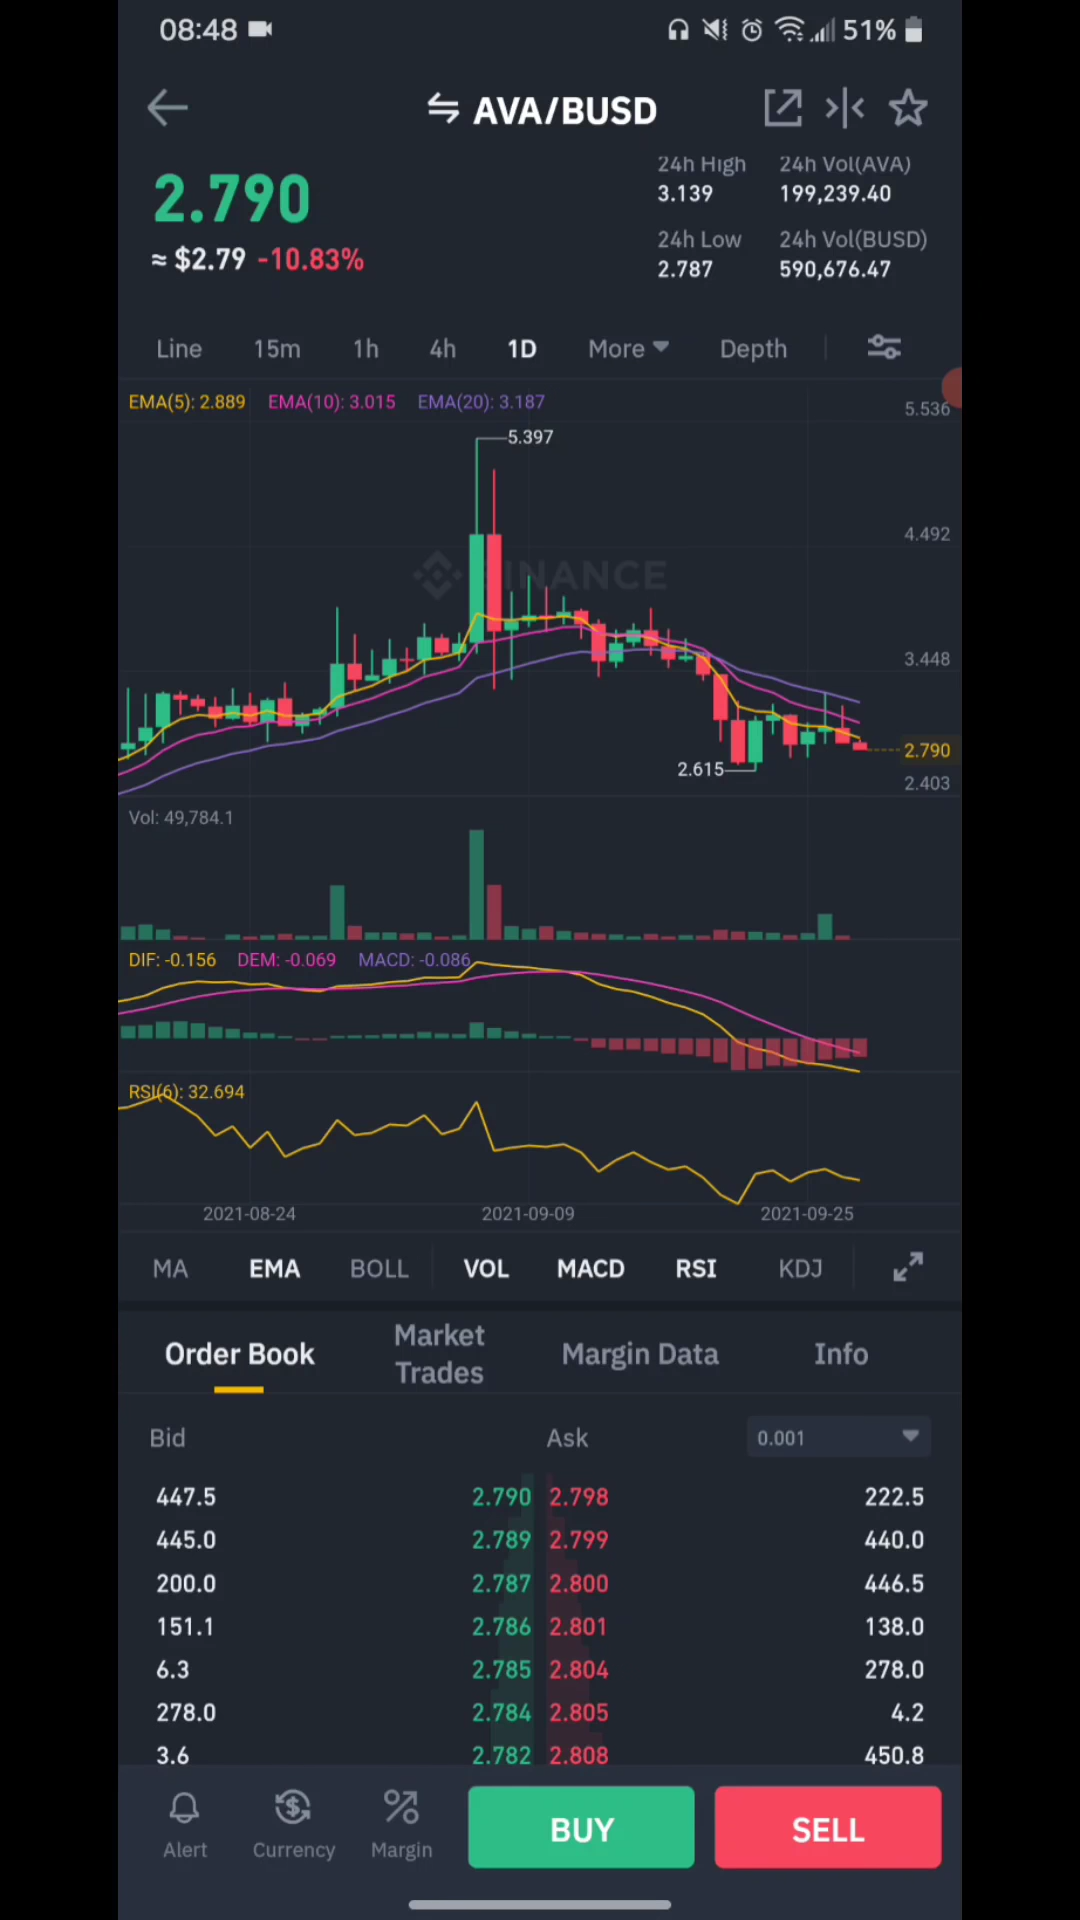 08:48
51%
AVA/BUSD
2.790
≈ $2.79 -10.83%
24h High
3.139
24h Vol(AVA)
199,239.40
24h Low
2.787
24h Vol(BUSD)
590,676.47
Line 15m 1h 4h 1D More Depth
EMA(5): 2.889 EMA(10): 3.015 EMA(20): 3.187
5.536
5.397
4.492
BINANCE
3.448
2.790
2.615
2.403
Vol: 49,784.1
DIF: -0.156 DEM: -0.069 MACD: -0.086
RSI(6): 32.694
2021-08-24 2021-09-09 2021-09-25
MA EMA BOLL VOL MACD RSI KDJ
Order Book
Market
Trades
Margin Data
Info
Bid Ask 0.001
447.5 2.790 2.798 222.5
445.0 2.789 2.799 440.0
200.0 2.787 2.800 446.5
151.1 2.786 2.801 138.0
6.3 2.785 2.804 278.0
278.0 2.784 2.805 4.2
3.6 2.782 2.808 450.8
Alert Currency Margin
BUY
SELL